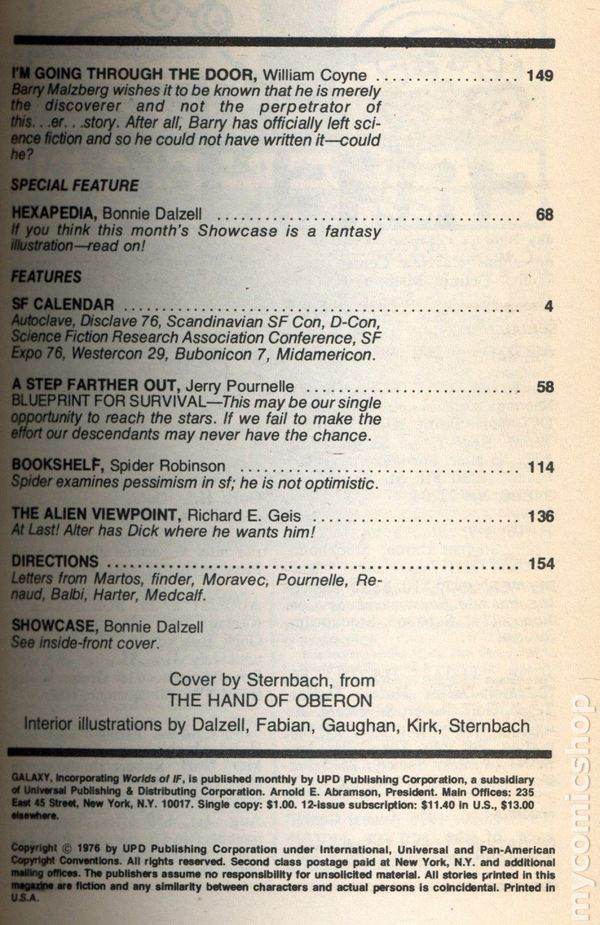 I'M GOING THROUGH THE DOOR, William Coyne ................ 149
Barry Malzberg wishes it to be known that he is merely
the discoverer and not the perpetrator of
this. . .er. . .story. After all, Barry has officially left sci-
ence fiction and so he could not have written it—could
he?
SPECIAL FEATURE
HEXAPEDIA, Bonnie Dalzell .................................. 68
If you think this month's Showcase is a fantasy
illustration—read on!
FEATURES
SF CALENDAR .............................................. 4
Autoclave, Disclave 76, Scandinavian SF Con, D-Con,
Science Fiction Research Association Conference, SF
Expo 76, Westercon 29, Bubonicon 7, Midamericon.
A STEP FARTHER OUT, Jerry Pournelle ........................ 58
BLUEPRINT FOR SURVIVAL—This may be our single
opportunity to reach the stars. If we fail to make the
effort our descendants may never have the chance.
BOOKSHELF, Spider Robinson ............................... 114
Spider examines pessimism in sf; he is not optimistic.
THE ALIEN VIEWPOINT, Richard E. Geis ....................... 136
At Last! Alter has Dick where he wants him!
DIRECTIONS ............................................... 154
Letters from Martos, finder, Moravec, Pournelle, Re-
naud, Balbi, Harter, Medcalf.
SHOWCASE, Bonnie Dalzell
See inside-front cover.
Cover by Sternbach, from
THE HAND OF OBERON
Interior illustrations by Dalzell, Fabian, Gaughan, Kirk, Sternbach
GALAXY, Incorporating Worlds of IF, is published monthly by UPD Publishing Corporation, a subsidiary
of Universal Publishing & Distributing Corporation. Arnold E. Abramson, President. Main Offices: 235
East 45 Street, New York, N.Y. 10017. Single copy: $1.00. 12-issue subscription: $11.40 in U.S., $13.00
elsewhere.
Copyright © 1976 by UPD Publishing Corporation under International, Universal and Pan-American
Copyright Conventions. All rights reserved. Second class postage paid at New York, N.Y. and additional
mailing offices. The publishers assume no responsibility for unsolicited material. All stories printed in this
magazine are fiction and any similarity between characters and actual persons is coincidental. Printed in
U.S.A.
mycomicshop